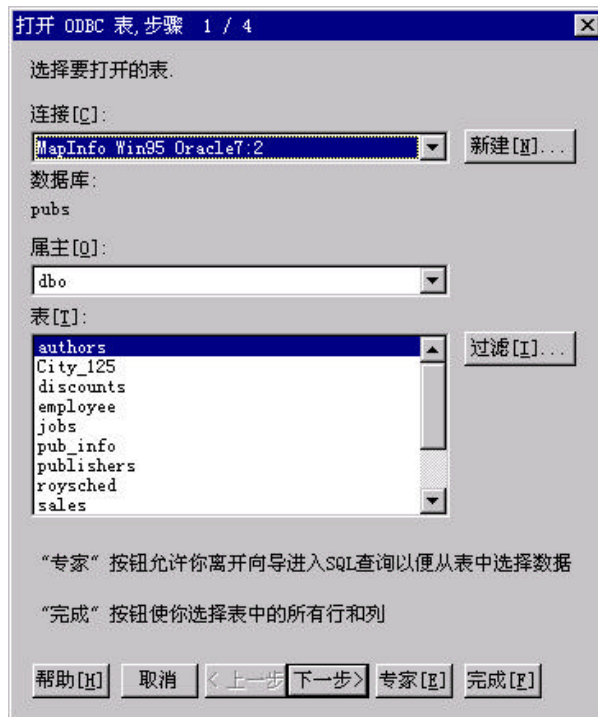 打开 ODBC 表,步骤 1 / 4
选择要打开的表.
连接[C]:
MapInfo Win95 Oracle7:2
新建[N]...
数据库:
pubs
属主[O]:
dbo
表[T]:
authors
过滤[I]...
City_125
discounts
employee
jobs
pub_info
publishers
roysched
sales
“专家” 按钮允许你离开向导进入SQL查询以便从表中选择数据
“完成” 按钮使你选择表中的所有行和列
帮助[H] 取消 < 上一步 下一步> 专家[E] 完成[F]